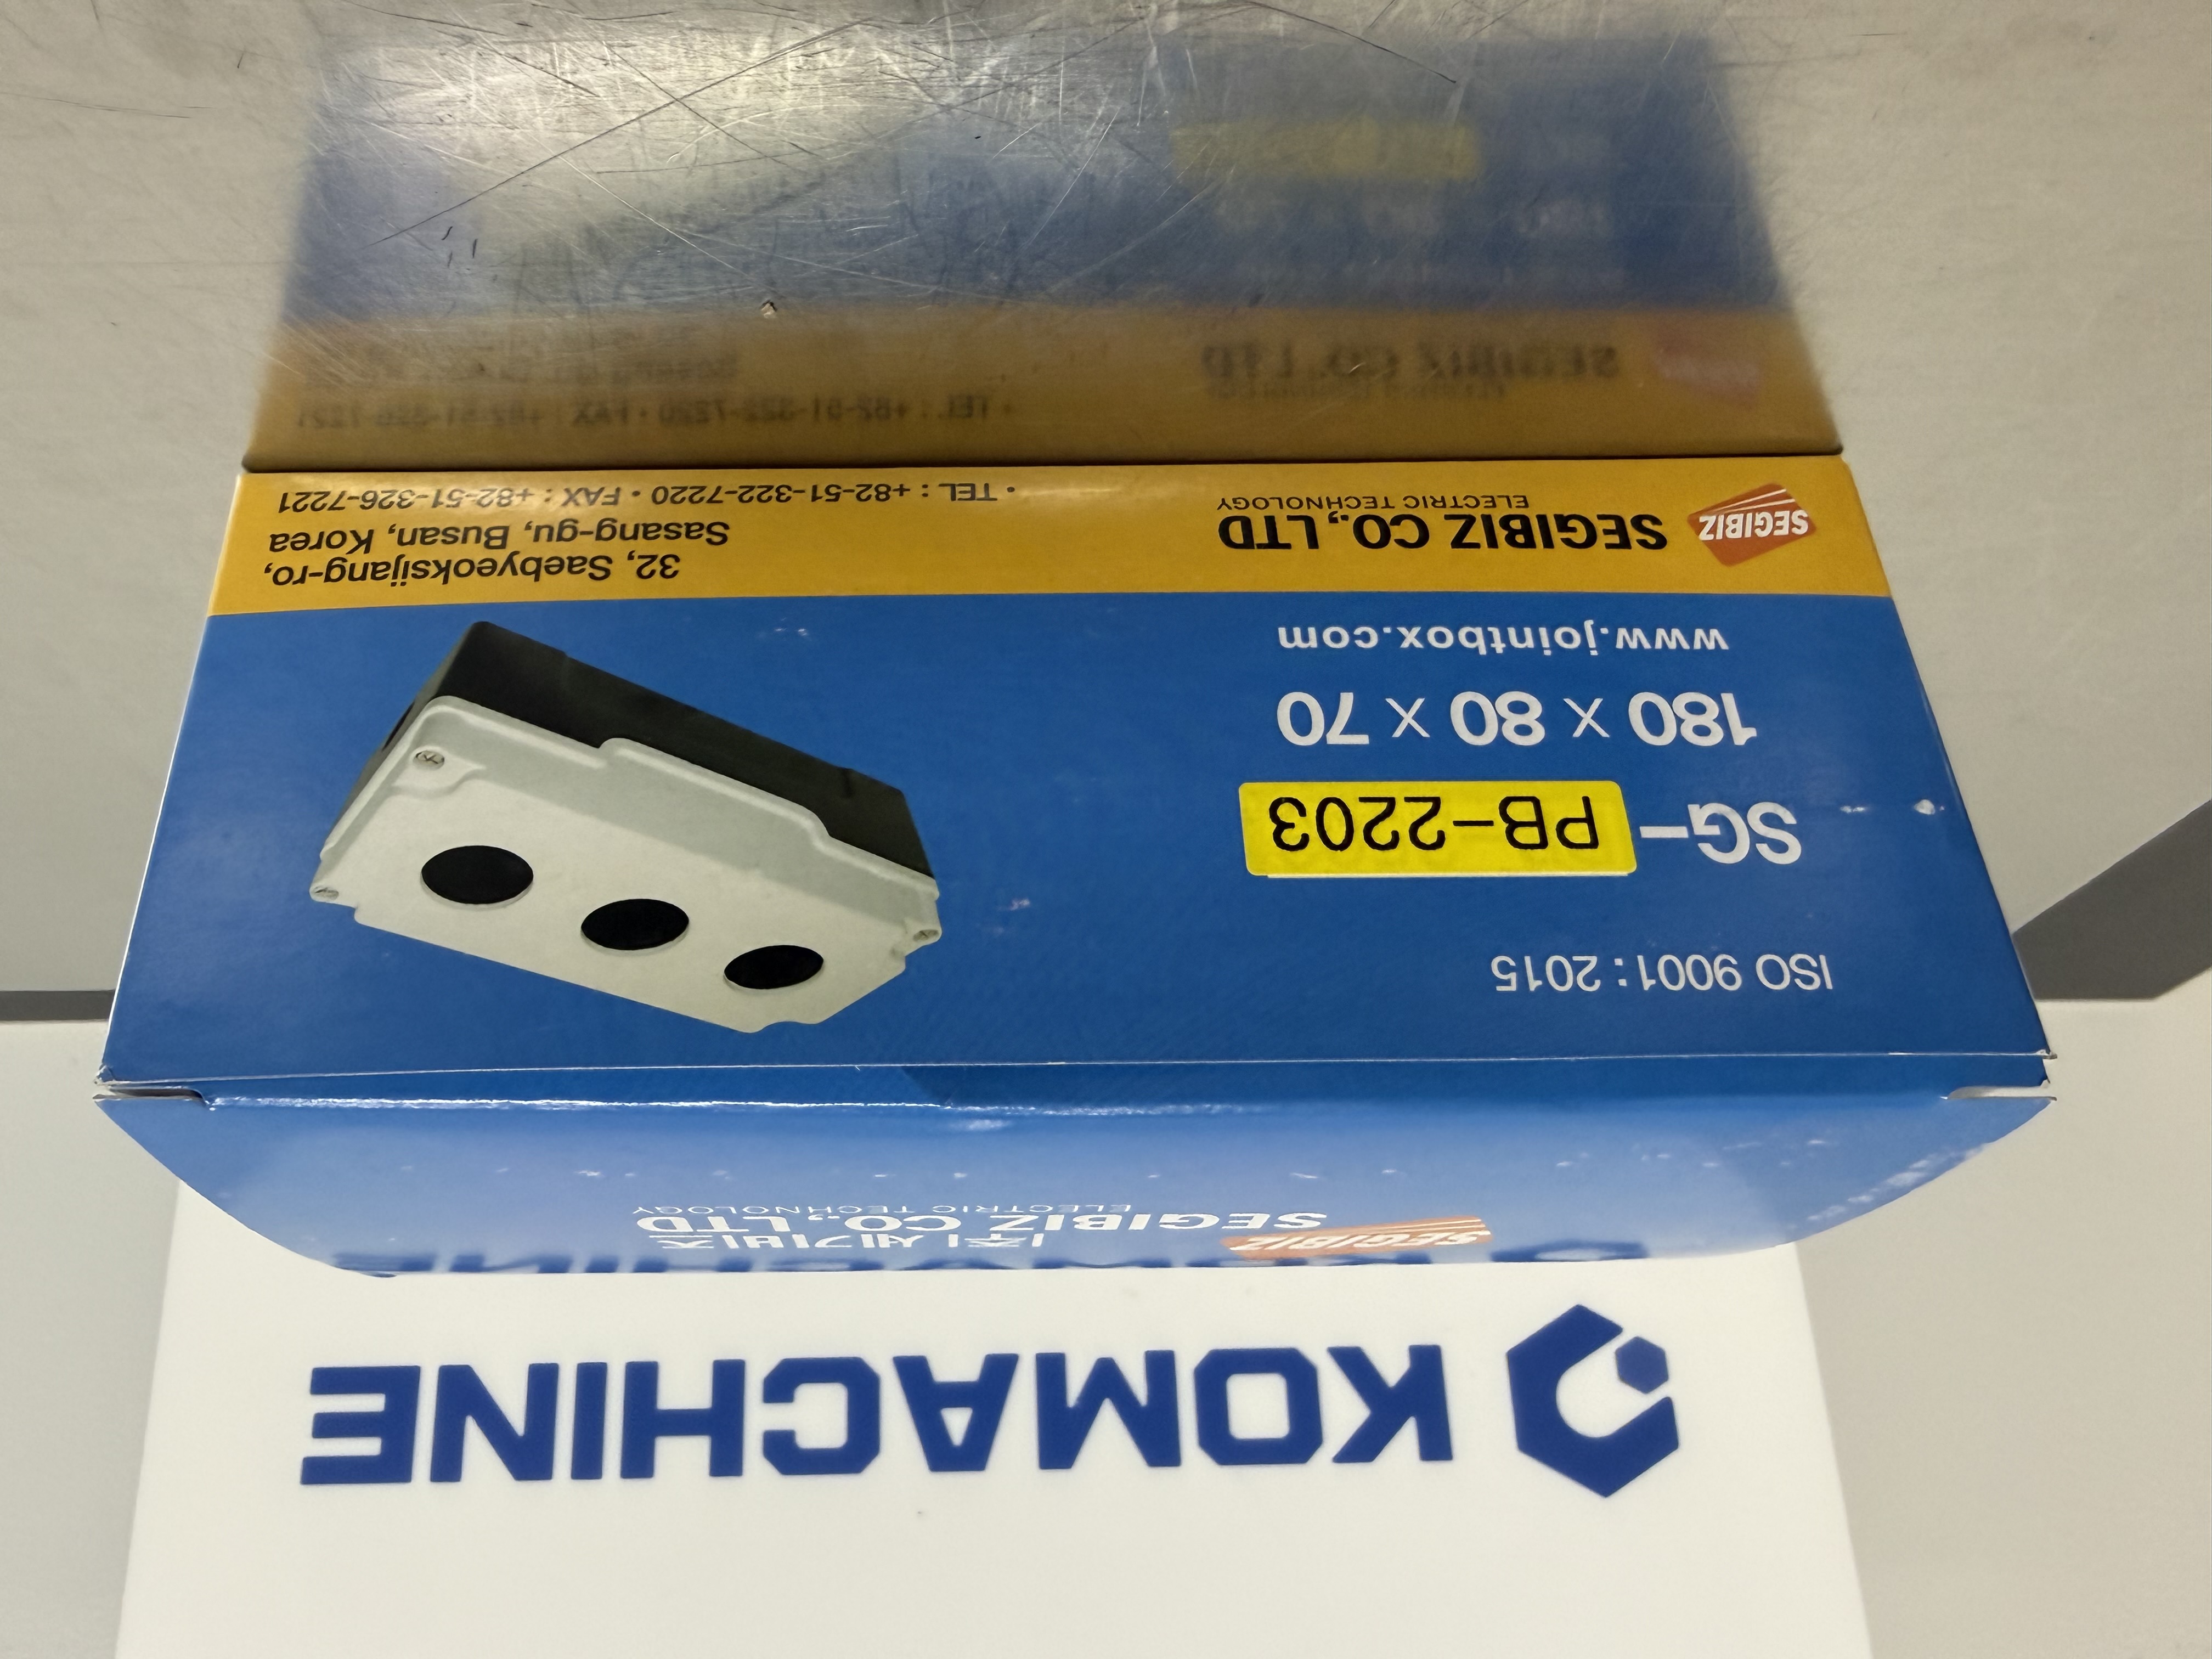 KOMACHINE
SEGIBIZ
(주)세기비즈
SEGIBIZ CO., LTD
ELECTRIC TECHNOLOGY
ISO 9001 : 2015
SG-
PB-2203
180 x 80 x 70
www.jointbox.com
SEGIBIZ
SEGIBIZ CO., LTD
ELECTRIC TECHNOLOGY
32, Saebyeoksijang-ro,
Sasang-gu, Busan, Korea
• TEL : +82-51-322-7220 • FAX : +82-51-326-7221